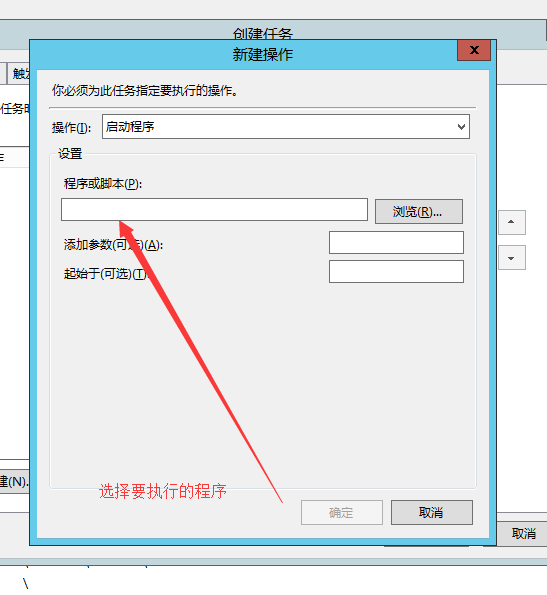 创建任务
新建操作
x
触发
你必须为此任务指定要执行的操作。
任务时
操作(I): 启动程序
设置
程序或脚本(P):
浏览(R)...
添加参数(可选)(A):
起始于(可选)(T):
选择要执行的程序
建(N)...
确定 取消
取消
\